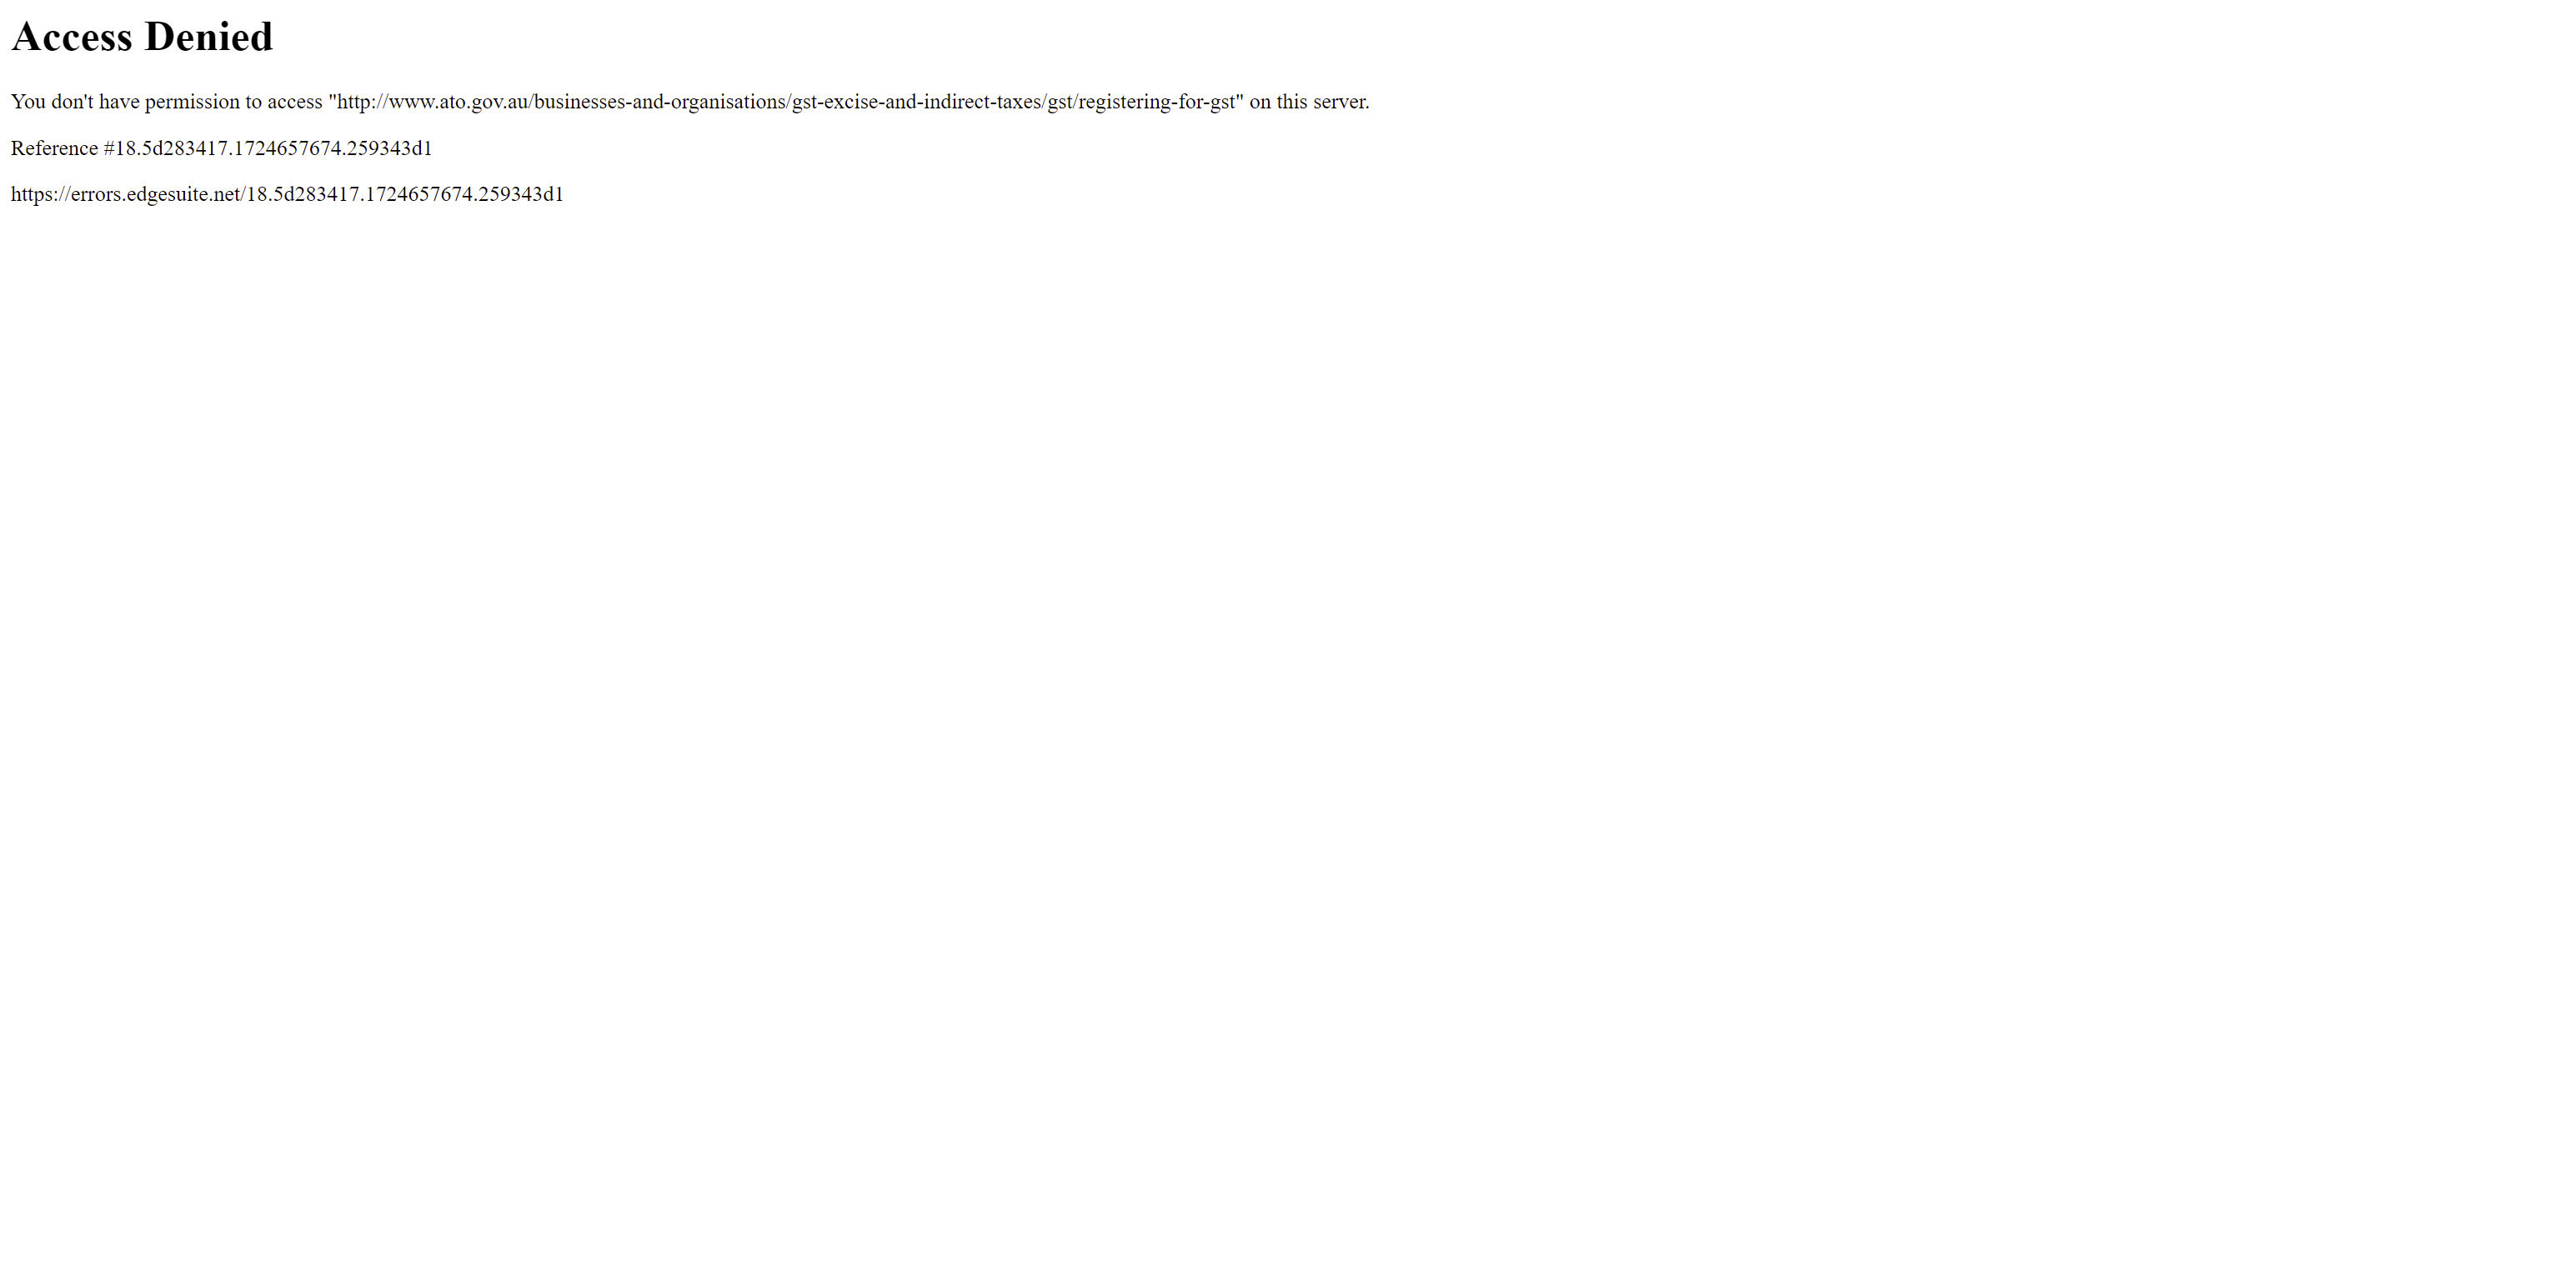 Access Denied
You don't have permission to access "http://www.ato.gov.au/businesses-and-organisations/gst-excise-and-indirect-taxes/gst/registering-for-gst" on this server.
Reference #18.5d283417.1724657674.259343d1
https://errors.edgesuite.net/18.5d283417.1724657674.259343d1